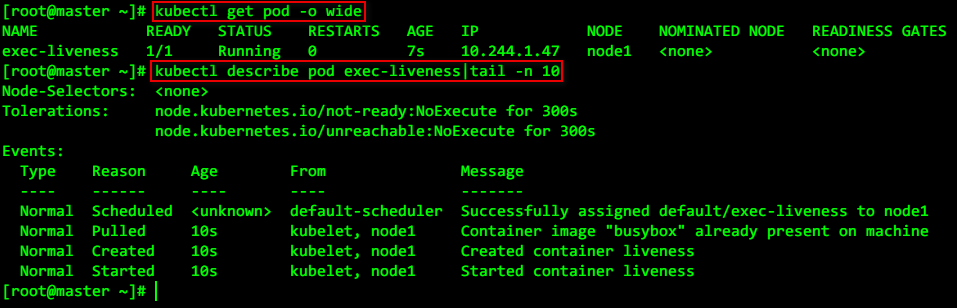 [root@master ~]# kubectl get pod -o wide
NAME READY STATUS RESTARTS AGE IP NODE NOMINATED NODE READINESS GATES
exec-liveness 1/1 Running 0 7s 10.244.1.47 node1 <none> <none>
[root@master ~]# kubectl describe pod exec-liveness|tail -n 10
Node-Selectors: <none>
Tolerations: node.kubernetes.io/not-ready:NoExecute for 300s
node.kubernetes.io/unreachable:NoExecute for 300s
Events:
Type Reason Age From Message
---- ------ ---- ---- -------
Normal Scheduled <unknown> default-scheduler Successfully assigned default/exec-liveness to node1
Normal Pulled 10s kubelet, node1 Container image "busybox" already present on machine
Normal Created 10s kubelet, node1 Created container liveness
Normal Started 10s kubelet, node1 Started container liveness
[root@master ~]#